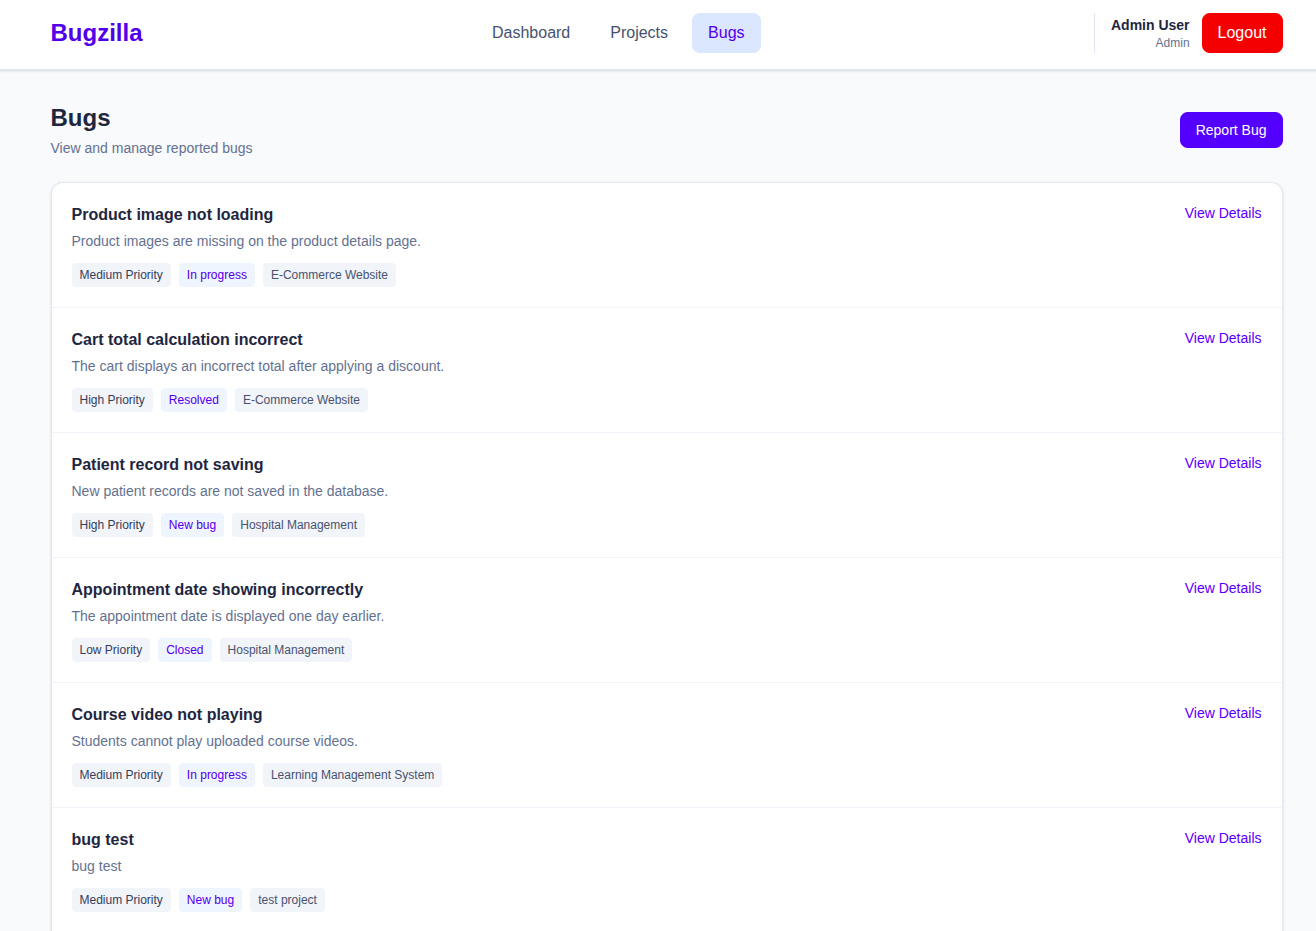 Bugzilla
Dashboard
Projects
Bugs
Admin User
Admin
Logout
Bugs
View and manage reported bugs
Report Bug
Product image not loading
View Details
Product images are missing on the product details page.
Medium Priority In progress E-Commerce Website
Cart total calculation incorrect
View Details
The cart displays an incorrect total after applying a discount.
High Priority Resolved E-Commerce Website
Patient record not saving
View Details
New patient records are not saved in the database.
High Priority New bug Hospital Management
Appointment date showing incorrectly
View Details
The appointment date is displayed one day earlier.
Low Priority Closed Hospital Management
Course video not playing
View Details
Students cannot play uploaded course videos.
Medium Priority In progress Learning Management System
bug test
View Details
bug test
Medium Priority New bug test project